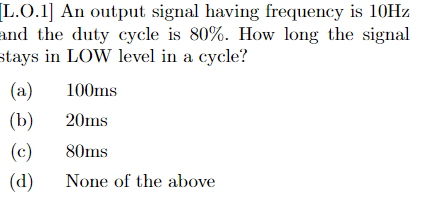 [L.O.1] An output signal having frequency is 10Hz
and the duty cycle is 80%. How long the signal
stays in LOW level in a cycle?
(a) 100ms
(b) 20ms
(c) 80ms
(d) None of the above